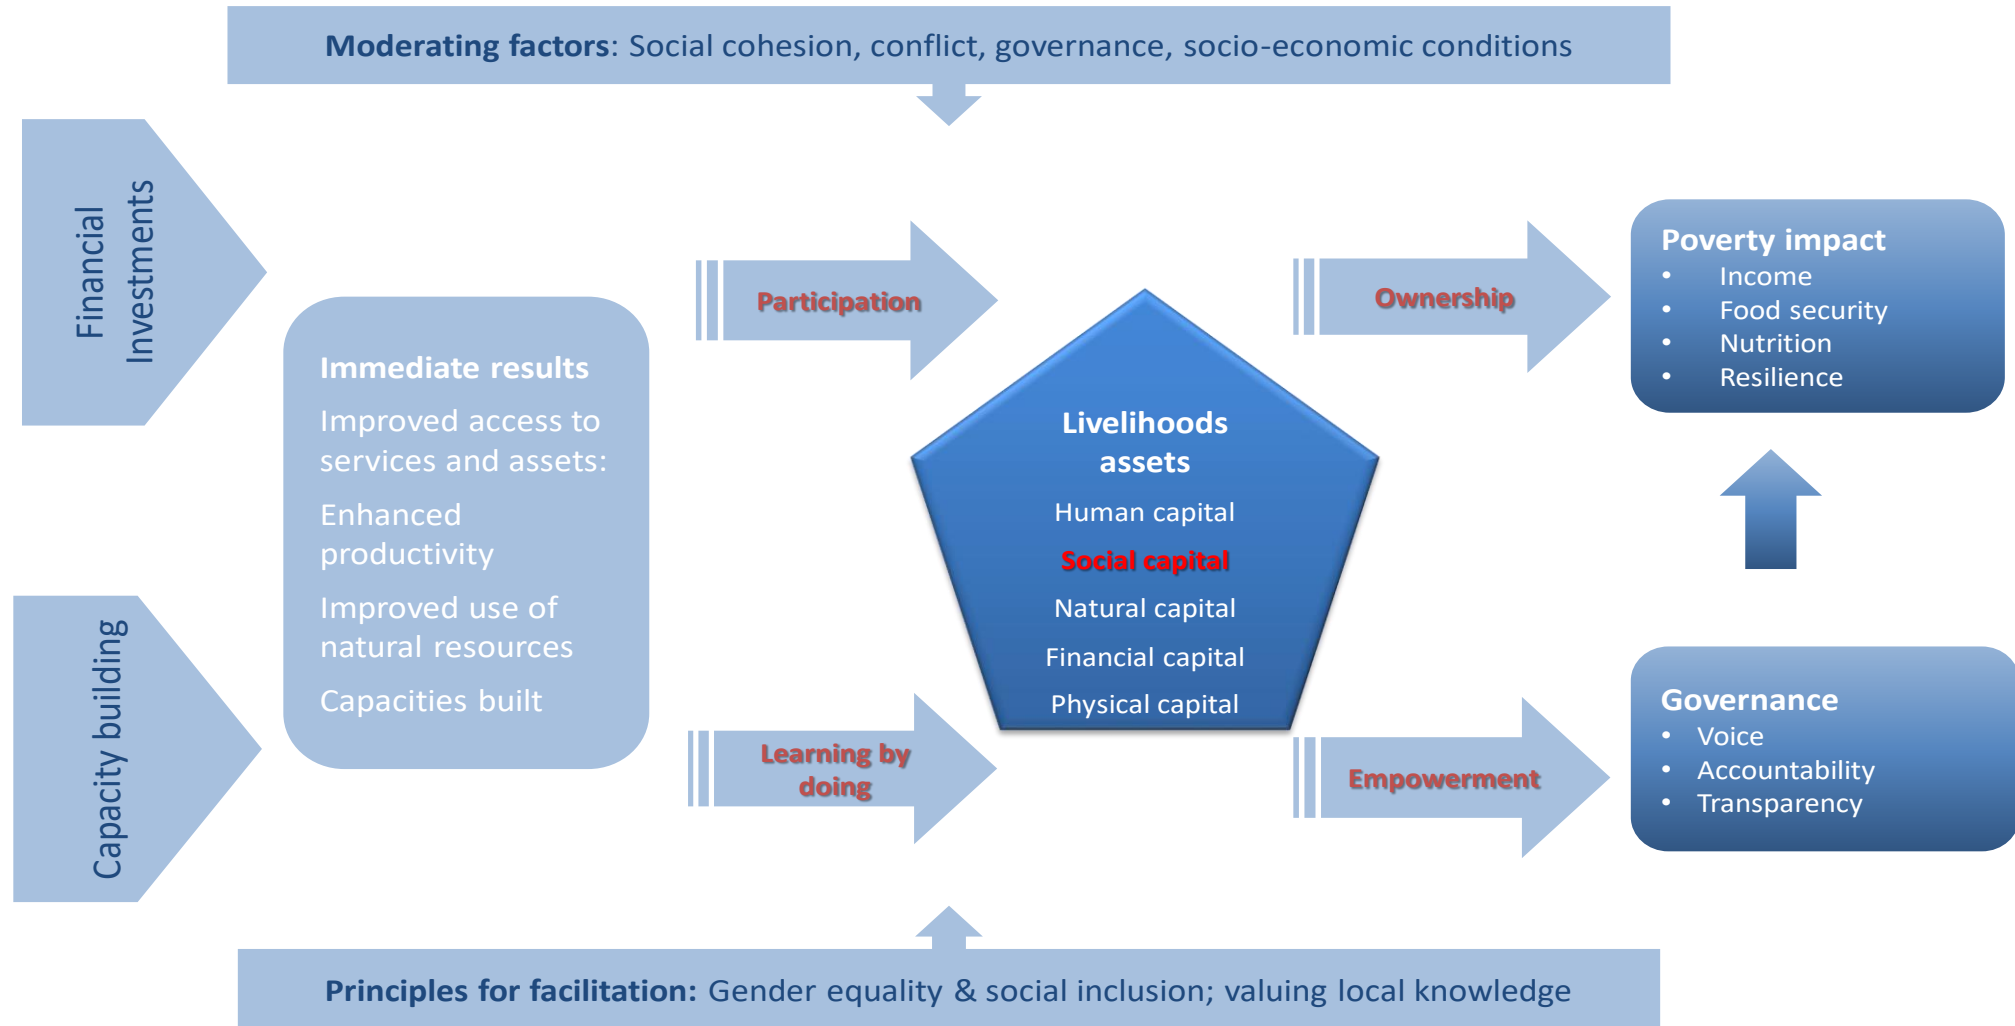 Moderating factors: Social cohesion, conflict, governance, socio-economic conditions
Financial
Investments
Capacity building
Immediate results
Improved access to
services and assets:
Enhanced
productivity
Improved use of
natural resources
Capacities built
Participation
Learning by
doing
Livelihoods
assets
Human capital
Social capital
Natural capital
Financial capital
Physical capital
Ownership
Empowerment
Poverty impact
• Income
• Food security
• Nutrition
• Resilience
Governance
• Voice
• Accountability
• Transparency
Principles for facilitation: Gender equality & social inclusion; valuing local knowledge